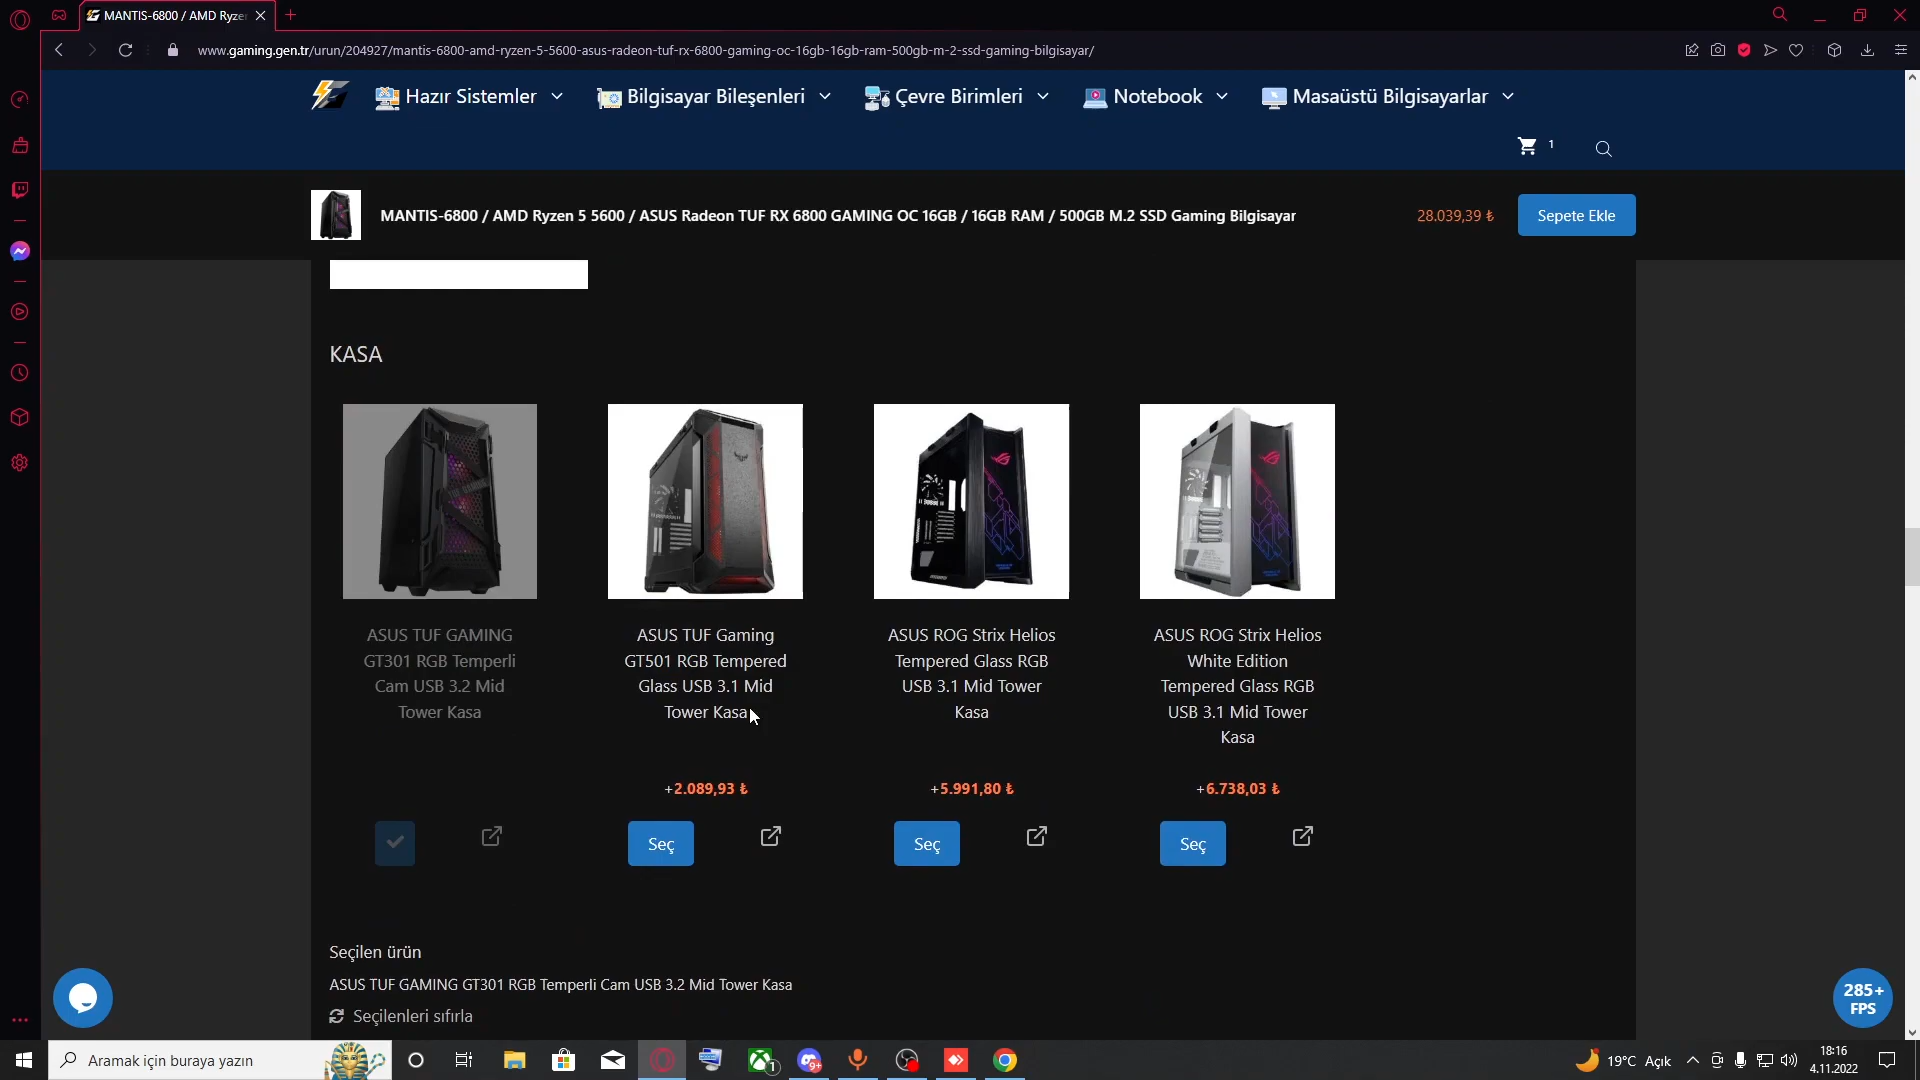 MANTIS-6800 / AMD Ryzer
www.gaming.gen.tr/urun/204927/mantis-6800-amd-ryzen-5-5600-asus-radeon-tuf-rx-6800-gaming-oc-16gb-16gb-ram-500gb-m-2-ssd-gaming-bilgisayar/
Hazır Sistemler
Bilgisayar Bileşenleri
Çevre Birimleri
Notebook
Masaüstü Bilgisayarlar
1
MANTIS-6800 / AMD Ryzen 5 5600 / ASUS Radeon TUF RX 6800 GAMING OC 16GB / 16GB RAM / 500GB M.2 SSD Gaming Bilgisayar
28.039,39 ₺
Sepete Ekle
KASA
ASUS TUF GAMING
GT301 RGB Temperli
Cam USB 3.2 Mid
Tower Kasa
ASUS TUF Gaming
GT501 RGB Tempered
Glass USB 3.1 Mid
Tower Kasa
+2.089,93 ₺
Seç
ASUS ROG Strix Helios
Tempered Glass RGB
USB 3.1 Mid Tower
Kasa
+5.991,80 ₺
Seç
ASUS ROG Strix Helios
White Edition
Tempered Glass RGB
USB 3.1 Mid Tower
Kasa
+6.738,03 ₺
Seç
Seçilen ürün
ASUS TUF GAMING GT301 RGB Temperli Cam USB 3.2 Mid Tower Kasa
Seçilenleri sıfırla
285+
FPS
Aramak için buraya yazın
1
9+
19°C Açık
18:16
4.11.2022